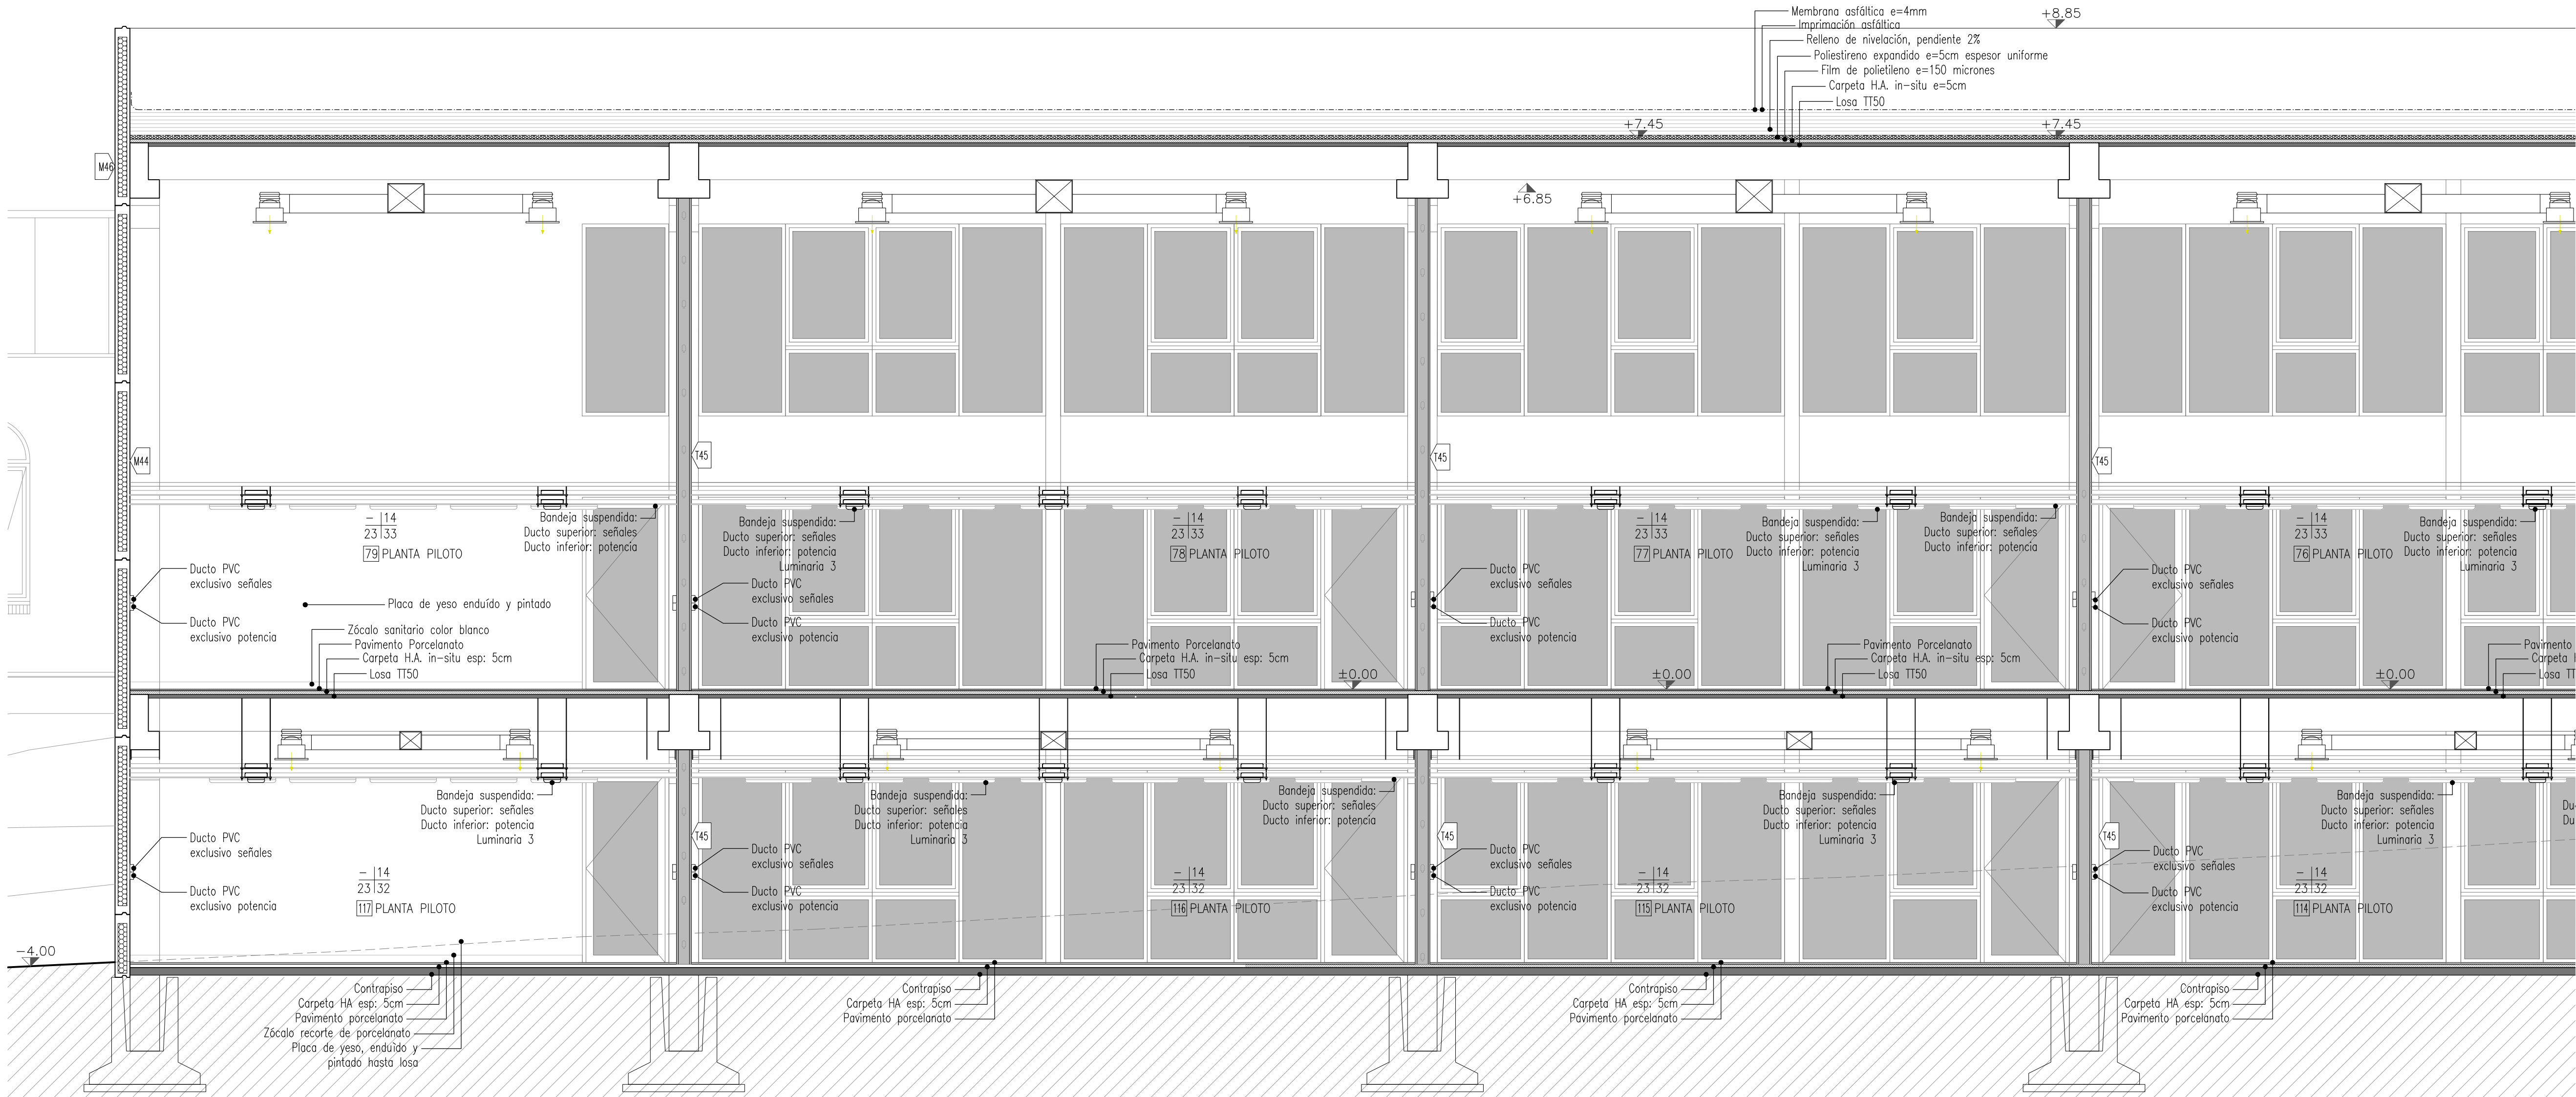 Membrana asfáltica e=4mm
Imprimación asfáltica
Relleno de nivelación, pendiente 2%
Poliestireno expandido e=5cm espesor uniforme
Film de polietileno e=150 micrones
Carpeta H.A. in-situ e=5cm
Losa TT50
+8.85
+7.45
+7.45
+6.85
M46
M44
T45
T45
T45
-|14
23|33
79 PLANTA PILOTO
Bandeja suspendida:
Ducto superior: señales
Ducto inferior: potencia
Bandeja suspendida:
Ducto superior: señales
Ducto inferior: potencia
Luminaria 3
-|14
23|33
78 PLANTA PILOTO
-|14
23|33
77 PLANTA PILOTO
Bandeja suspendida:
Ducto superior: señales
Ducto inferior: potencia
Luminaria 3
Bandeja suspendida:
Ducto superior: señales
Ducto inferior: potencia
-|14
23|33
76 PLANTA PILOTO
Bandeja suspendida:
Ducto superior: señales
Ducto inferior: potencia
Luminaria 3
Ducto PVC
exclusivo señales
Ducto PVC
exclusivo potencia
Placa de yeso enduído y pintado
Ducto PVC
exclusivo señales
Ducto PVC
exclusivo potencia
Ducto PVC
exclusivo señales
Ducto PVC
exclusivo potencia
Ducto PVC
exclusivo señales
Ducto PVC
exclusivo potencia
Zócalo sanitario color blanco
Pavimento Porcelanato
Carpeta H.A. in-situ esp: 5cm
Losa TT50
Pavimento Porcelanato
Carpeta H.A. in-situ esp: 5cm
Losa TT50
±0.00
±0.00
Pavimento Porcelanato
Carpeta H.A. in-situ esp: 5cm
Losa TT50
±0.00
Pavimento
Carpeta H
Losa TT
Bandeja suspendida:
Ducto superior: señales
Ducto inferior: potencia
Luminaria 3
Bandeja suspendida:
Ducto superior: señales
Ducto inferior: potencia
Luminaria 3
Bandeja suspendida:
Ducto superior: señales
Ducto inferior: potencia
Bandeja suspendida:
Ducto superior: señales
Ducto inferior: potencia
Luminaria 3
Bandeja suspendida:
Ducto superior: señales
Ducto inferior: potencia
Luminaria 3
Du
Du
T45
T45
T45
Ducto PVC
exclusivo señales
Ducto PVC
exclusivo potencia
Ducto PVC
exclusivo señales
Ducto PVC
exclusivo potencia
Ducto PVC
exclusivo señales
Ducto PVC
exclusivo potencia
Ducto PVC
exclusivo señales
Ducto PVC
exclusivo potencia
-|14
23|32
117 PLANTA PILOTO
-|14
23|32
116 PLANTA PILOTO
-|14
23|32
115 PLANTA PILOTO
-|14
23|32
114 PLANTA PILOTO
-4.00
Contrapiso
Carpeta HA esp: 5cm
Pavimento porcelanato
Zócalo recorte de porcelanato
Placa de yeso, enduído y
pintado hasta losa
Contrapiso
Carpeta HA esp: 5cm
Pavimento porcelanato
Contrapiso
Carpeta HA esp: 5cm
Pavimento porcelanato
Contrapiso
Carpeta HA esp: 5cm
Pavimento porcelanato